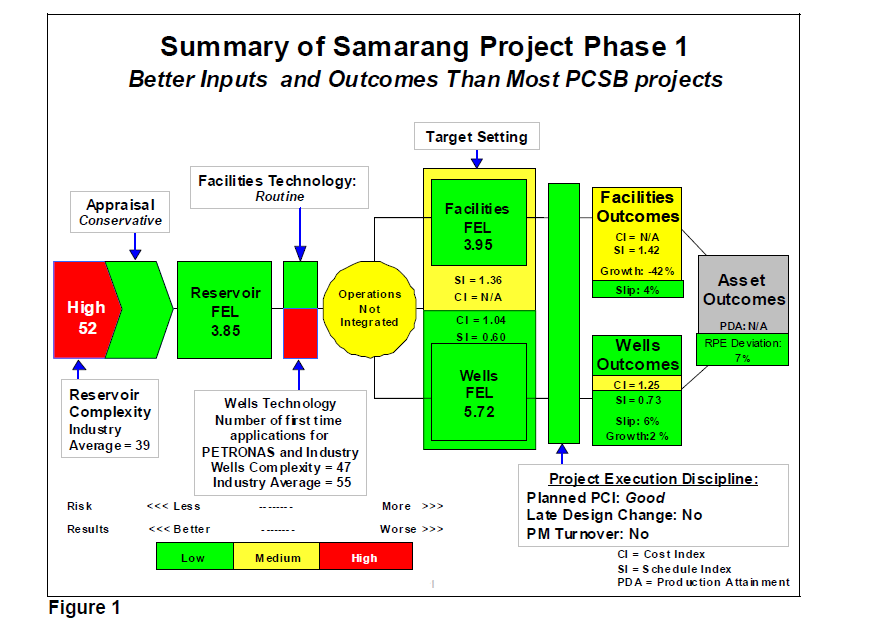 Summary of Samarang Project Phase 1
Better Inputs and Outcomes Than Most PCSB projects
Target Setting
Facilities Technology:
Routine
Appraisal
Conservative
High
52
Reservoir
FEL
3.85
Operations
Not
Integrated
Facilities
FEL
3.95
SI = 1.36
CI = N/A
CI = 1.04
SI = 0.60
Wells
FEL
5.72
Facilities
Outcomes
CI = N/A
SI = 1.42
Growth: -42%
Slip: 4%
Wells
Outcomes
CI = 1.25
SI = 0.73
Slip: 6%
Growth:2 %
Asset
Outcomes
PDA: N/A
RPE Deviation:
7%
Reservoir
Complexity
Industry
Average = 39
Wells Technology
Number of first time
applications for
PETRONAS and Industry
Wells Complexity = 47
Industry Average = 55
Project Execution Discipline:
Planned PCI: Good
Late Design Change: No
PM Turnover: No
Risk <<< Less -------- More >>>
Results <<< Better -------- Worse >>>
Low Medium High
CI = Cost Index
SI = Schedule Index
PDA = Production Attainment
Figure 1